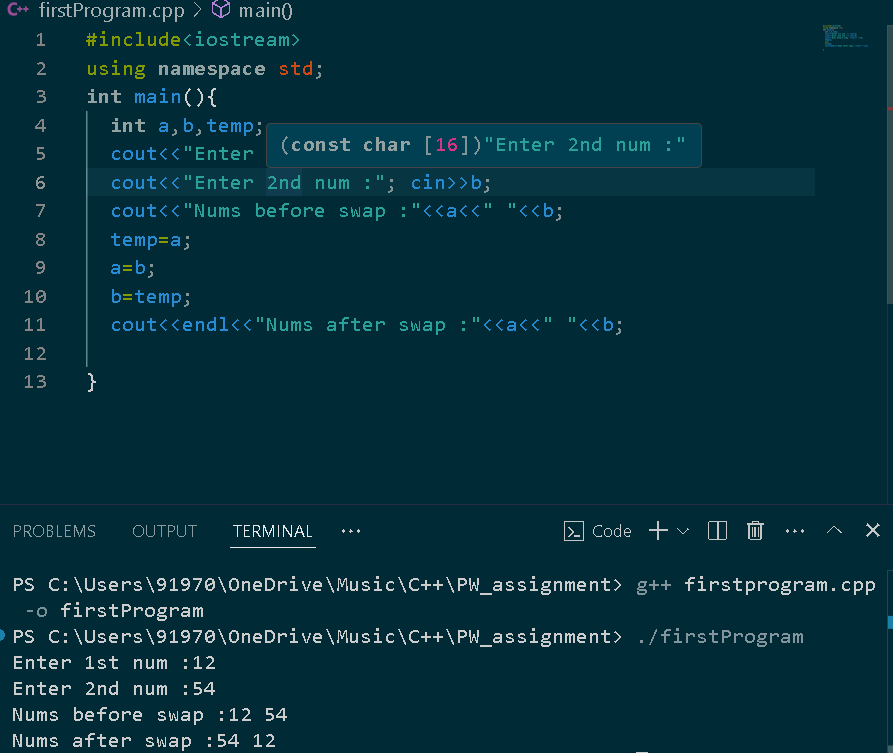 C++ firstProgram.cpp > main()
1 #include<iostream>
2 using namespace std;
3 int main(){
4 int a,b,temp;
5 cout<<"Enter
(const char [16])"Enter 2nd num :"
6 cout<<"Enter 2nd num :"; cin>>b;
7 cout<<"Nums before swap :"<<a<<" "<<b;
8 temp=a;
9 a=b;
10 b=temp;
11 cout<<endl<<"Nums after swap :"<<a<<" "<<b;
12
13 }
PROBLEMS OUTPUT TERMINAL ··· Code
PS C:\Users\91970\OneDrive\Music\C++\PW_assignment> g++ firstprogram.cpp
-o firstProgram
PS C:\Users\91970\OneDrive\Music\C++\PW_assignment> ./firstProgram
Enter 1st num :12
Enter 2nd num :54
Nums before swap :12 54
Nums after swap :54 12